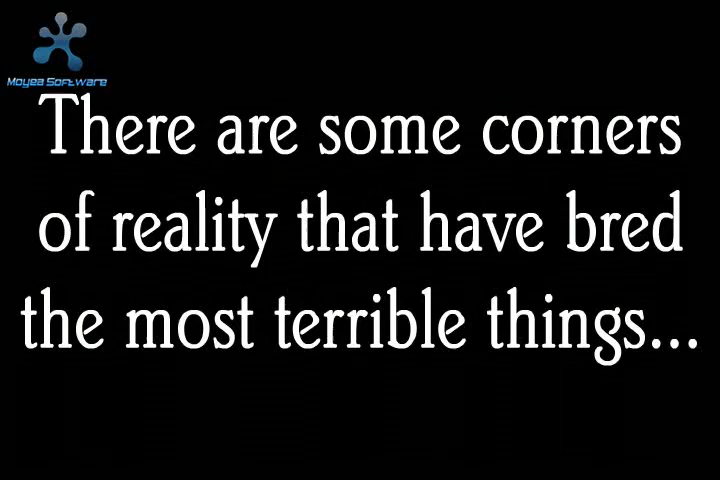 Moyea Software
There are some corners
of reality that have bred
the most terrible things...